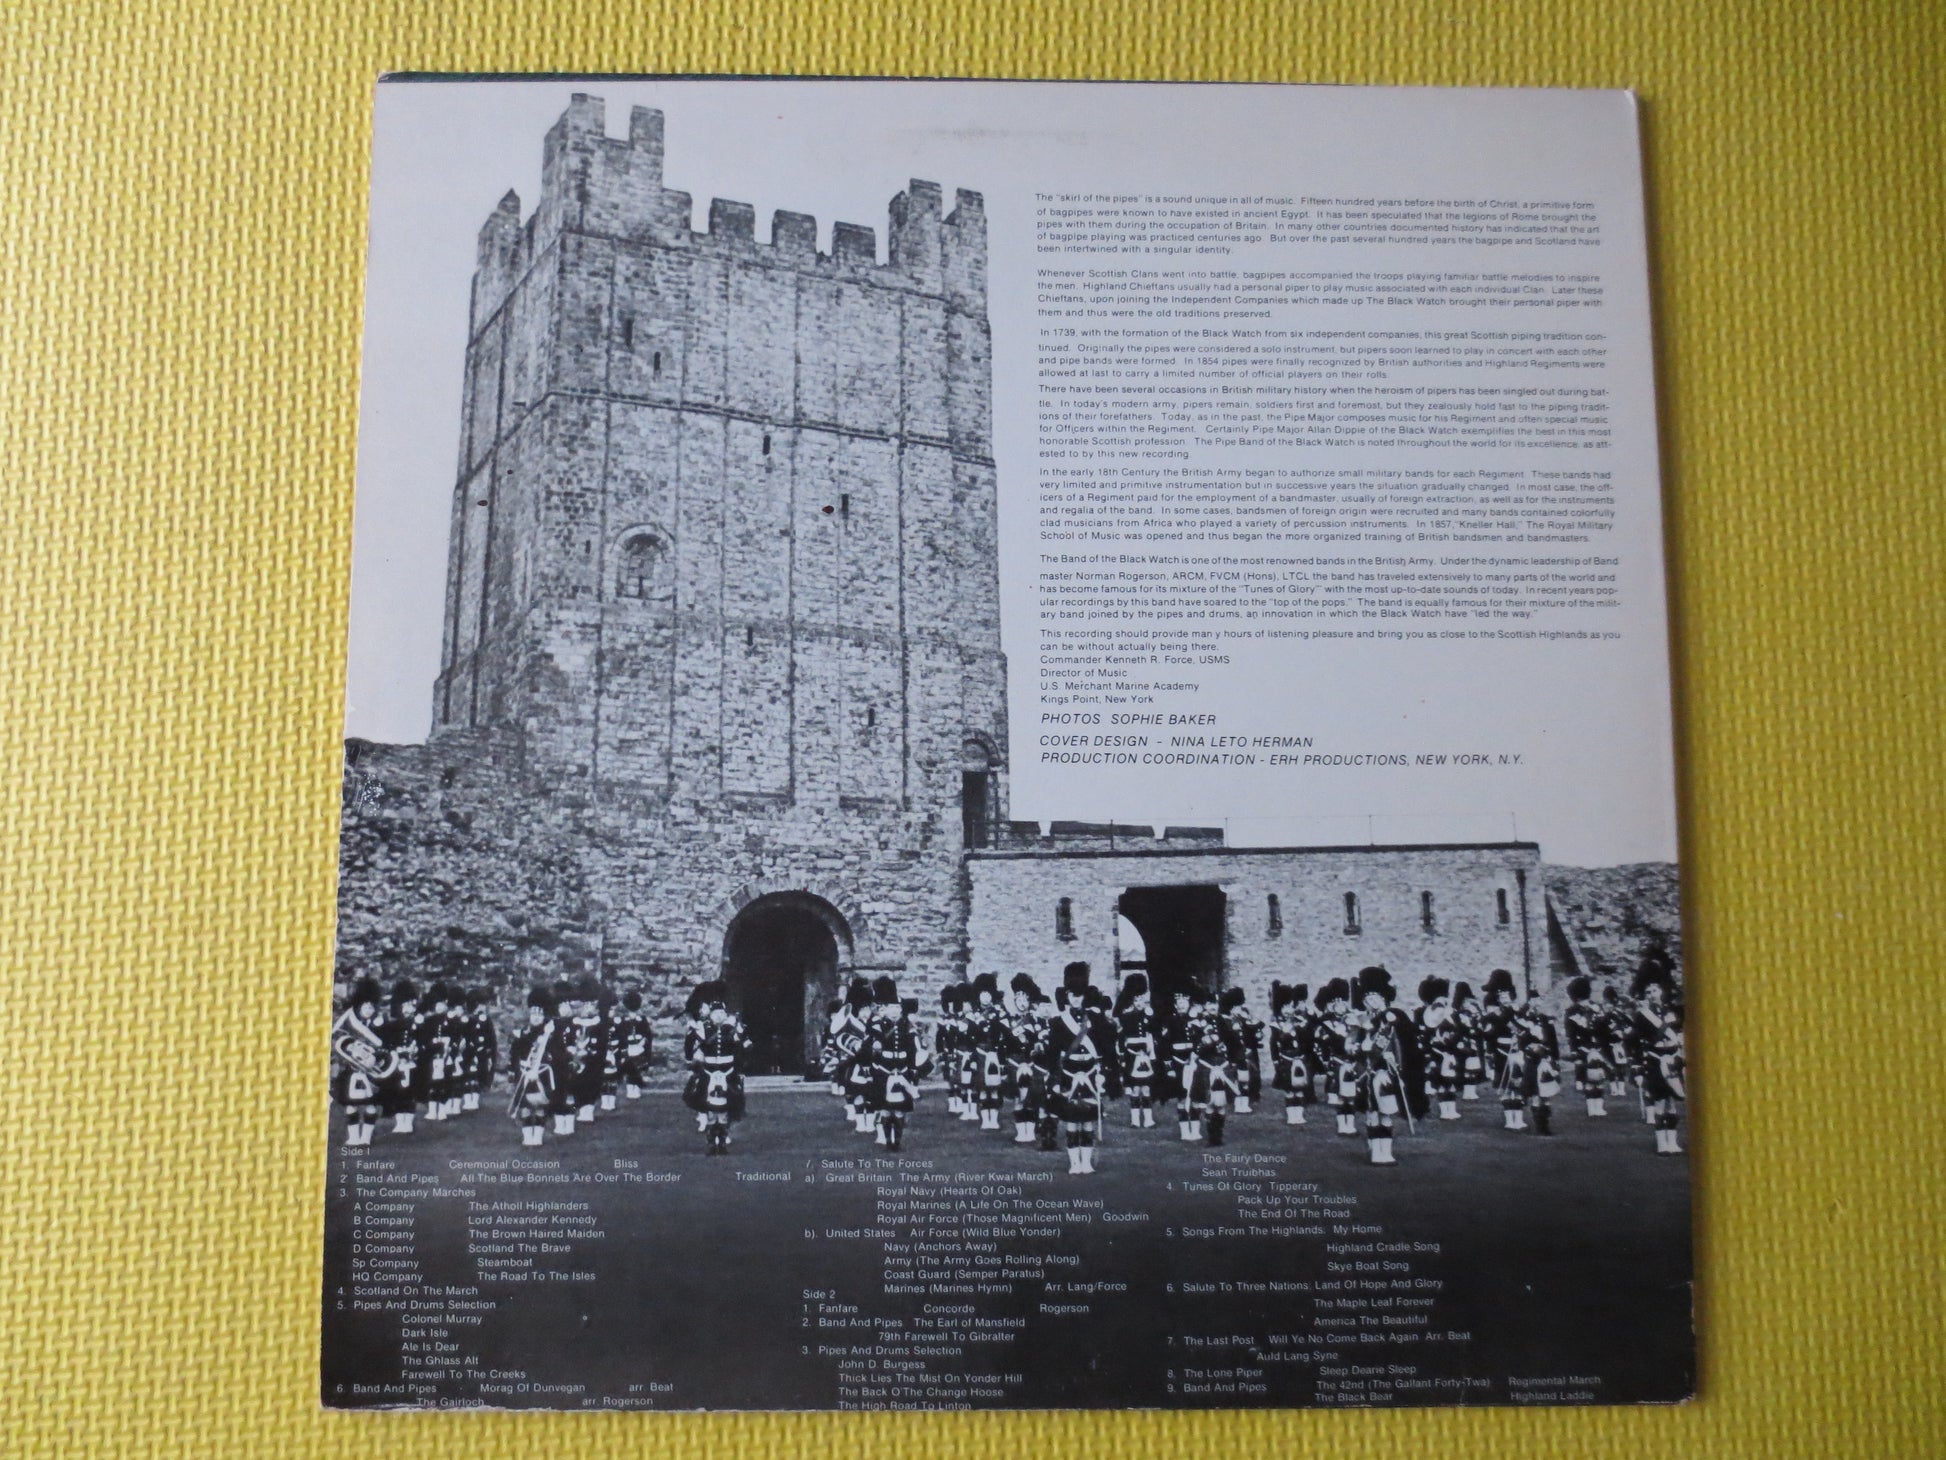 The "skirl of the pipes" is a sound unique in all of music. Fifteen hundred years before the birth of Christ, a primitive form
of bagpipes were known to have existed in ancient Egypt. It has been speculated that the legions of Rome brought the
pipes with them during the occupation of Britain. In many other countries documented history has indicated that the art
of bagpipe playing was practiced centuries ago. But over the past several hundred years the bagpipe and Scotland have
been intertwined with a singular identity.
Whenever Scottish Clans went into battle, bagpipes accompanied the troops playing familiar battle melodies to inspire
the men. Highland Chieftans usually had a personal piper to play music associated with each individual Clan. Later these
Chieftans, upon joining the Independent Companies which made up The Black Watch brought their personal piper with
them and thus were the old traditions preserved.
In 1739, with the formation of the Black Watch from six independent companies, this great Scottish piping tradition con-
tinued. Originally the pipes were considered a solo instrument, but pipers soon learned to play in concert with each other
and pipe bands were formed. In 1854 pipes were finally recognized by British authorities and Highland Regiments were
allowed at last to carry a limited number of official players on their rolls.
There have been several occasions in British military history when the heroism of pipers has been singled out during bat-
tle. In today's modern army, pipers remain, soldiers first and foremost, but they zealously hold fast to the piping tradit-
ions of their forefathers. Today, as in the past, the Pipe Major composes music for his Regiment and often special music
for Officers within the Regiment. Certainly Pipe Major Allan Dippie of the Black Watch exemplifies the best in this most
honorable Scottish profession. The Pipe Band of the Black Watch is noted throughout the world for its excellence, as att-
ested to by this new recording.
In the early 18th Century the British Army began to authorize small military bands for each Regiment. These bands had
very limited and primitive instrumentation but in successive years the situation gradually changed. In most case, the off-
icers of a Regiment paid for the employment of a bandmaster, usually of foreign extraction, as well as for the instruments
and regalia of the band. In some cases, bandsmen of foreign origin were recruited and many bands contained colorfully
clad musicians from Africa who played a variety of percussion instruments. In 1857, "Kneller Hall," The Royal Military
School of Music was opened and thus began the more organized training of British bandsmen and bandmasters.
The Band of the Black Watch is one of the most renowned bands in the British Army. Under the dynamic leadership of Band
master Norman Rogerson, ARCM, FVCM (Hons), LTCL the band has traveled extensively to many parts of the world and
has become famous for its mixture of the "Tunes of Glory" with the most up-to-date sounds of today. In recent years pop-
ular recordings by this band have soared to the "top of the pops." The band is equally famous for their mixture of the milit-
ary band joined by the pipes and drums, an innovation in which the Black Watch have "led the way."
This recording should provide man y hours of listening pleasure and bring you as close to the Scottish Highlands as you
can be without actually being there.
Commander Kenneth R. Force, USMS
Director of Music
U.S. Merchant Marine Academy
Kings Point, New York
PHOTOS SOPHIE BAKER
COVER DESIGN - NINA LETO HERMAN
PRODUCTION COORDINATION - ERH PRODUCTIONS, NEW YORK, N.Y.
Side I
1. Fanfare Ceremonial Occasion Bliss
2. Band And Pipes All The Blue Bonnets Are Over The Border Traditional
3. The Company Marches
A Company The Atholl Highlanders
B Company Lord Alexander Kennedy
C Company The Brown Haired Maiden
D Company Scotland The Brave
Sp Company Steamboat
HQ Company The Road To The Isles
4. Scotland On The March
5. Pipes And Drums Selection
Colonel Murray
Dark Isle
Ale Is Dear
The Ghlass Alt
Farewell To The Creeks
6. Band And Pipes Morag Of Dunvegan arr. Beat
The Gairloch arr. Rogerson
7. Salute To The Forces
a) Great Britain The Army (River Kwai March)
Royal Navy (Hearts Of Oak)
Royal Marines (A Life On The Ocean Wave)
Royal Air Force (Those Magnificent Men) Goodwin
b). United States Air Force (Wild Blue Yonder)
Navy (Anchors Away)
Army (The Army Goes Rolling Along)
Coast Guard (Semper Paratus)
Marines (Marines Hymn) Arr. Lang/Force
Side 2
1. Fanfare Concorde Rogerson
2. Band And Pipes The Earl of Mansfield
79th Farewell To Gibralter
3. Pipes And Drums Selection
John D. Burgess
Thick Lies The Mist On Yonder Hill
The Back O'The Change Hoose
The High Road To Linton
The Fairy Dance
Sean Truibhas
4. Tunes Of Glory Tipperary
Pack Up Your Troubles
The End Of The Road
5. Songs From The Highlands: My Home
Highland Cradle Song
Skye Boat Song
6. Salute To Three Nations: Land Of Hope And Glory
The Maple Leaf Forever
America The Beautiful
7. The Last Post Will Ye No Come Back Again Arr. Beat
Auld Lang Syne
8. The Lone Piper Sleep Dearie Sleep
9. Band And Pipes The 42nd (The Gallant Forty-Twa) Regimental March
The Black Bear Highland Laddie